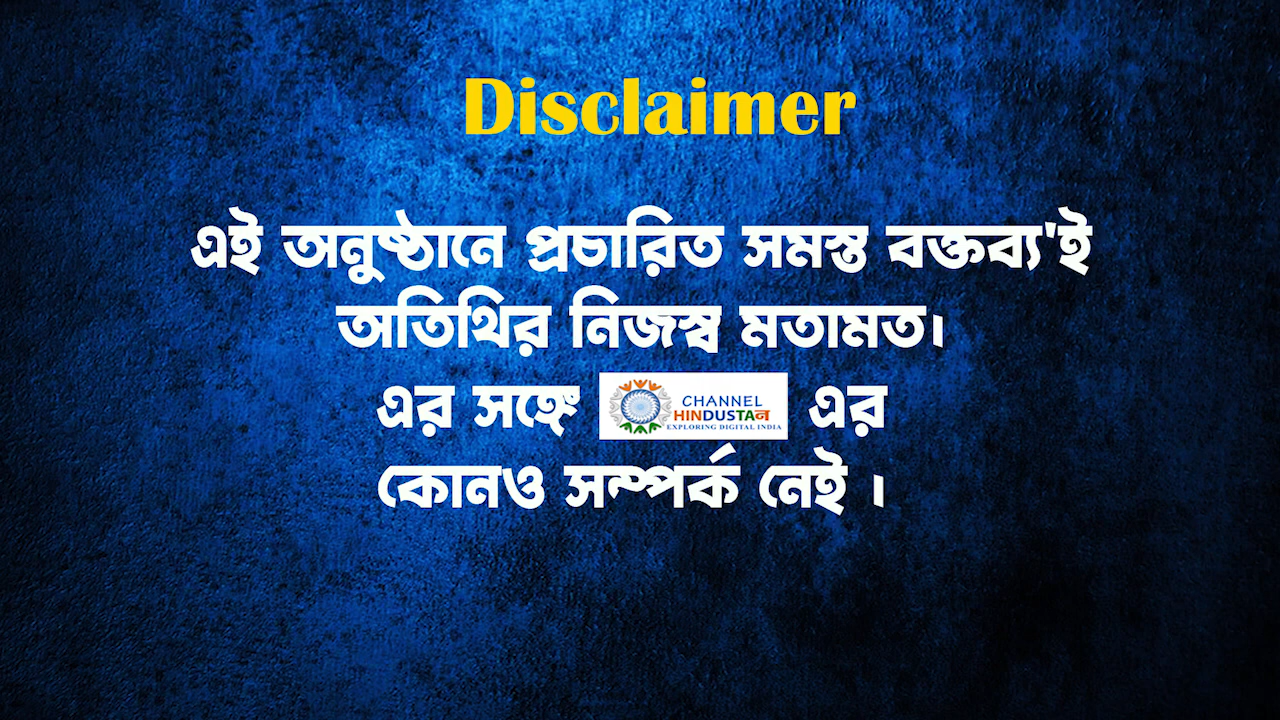 Disclaimer
এই অনুষ্ঠানে প্রচারিত সমস্ত বক্তব্য'ই
অতিথির নিজস্ব মতামত।
এর সঙ্গে CHANNEL HINDUSTAন EXPLORING DIGITAL INDIA এর
কোনও সম্পর্ক নেই ।